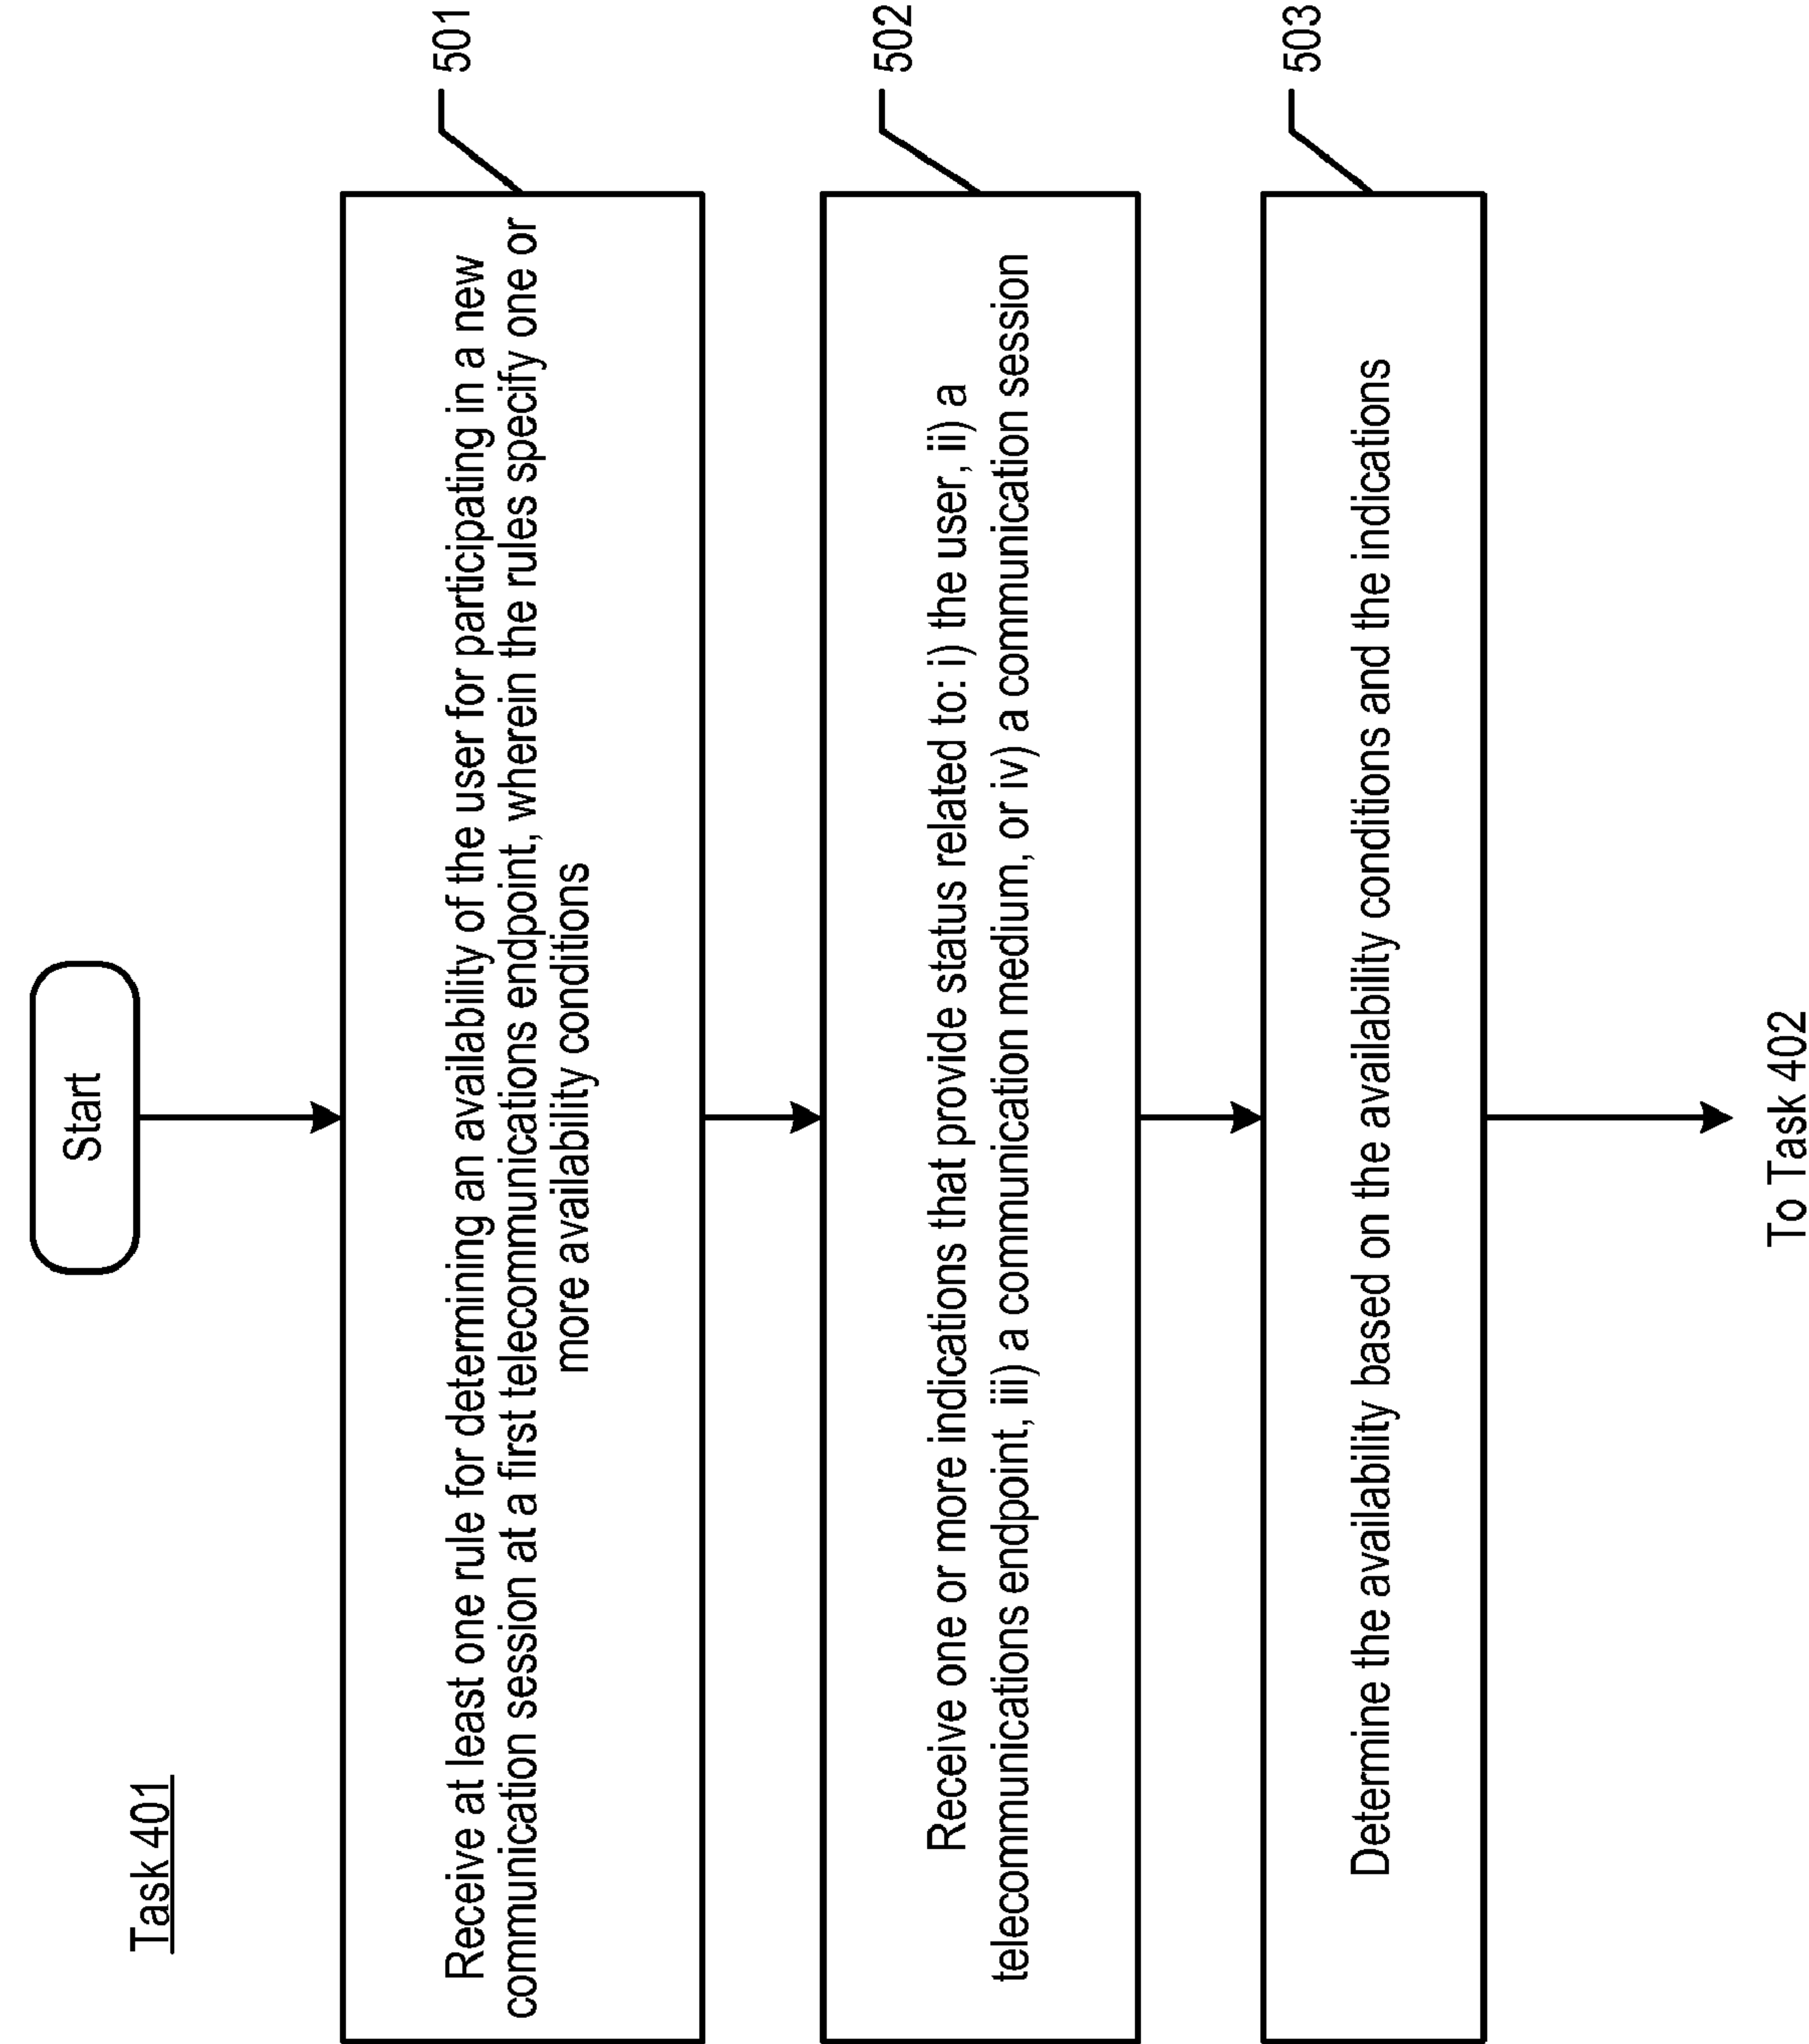 Task 401
Start
Receive at least one rule for determining an availability of the user for participating in a new
communication session at a first telecommunications endpoint, wherein the rules specify one or
more availability conditions
501
Receive one or more indications that provide status related to: i) the user, ii) a
telecommunications endpoint, iii) a communication medium, or iv) a communication session
502
Determine the availability based on the availability conditions and the indications
503
To Task 402